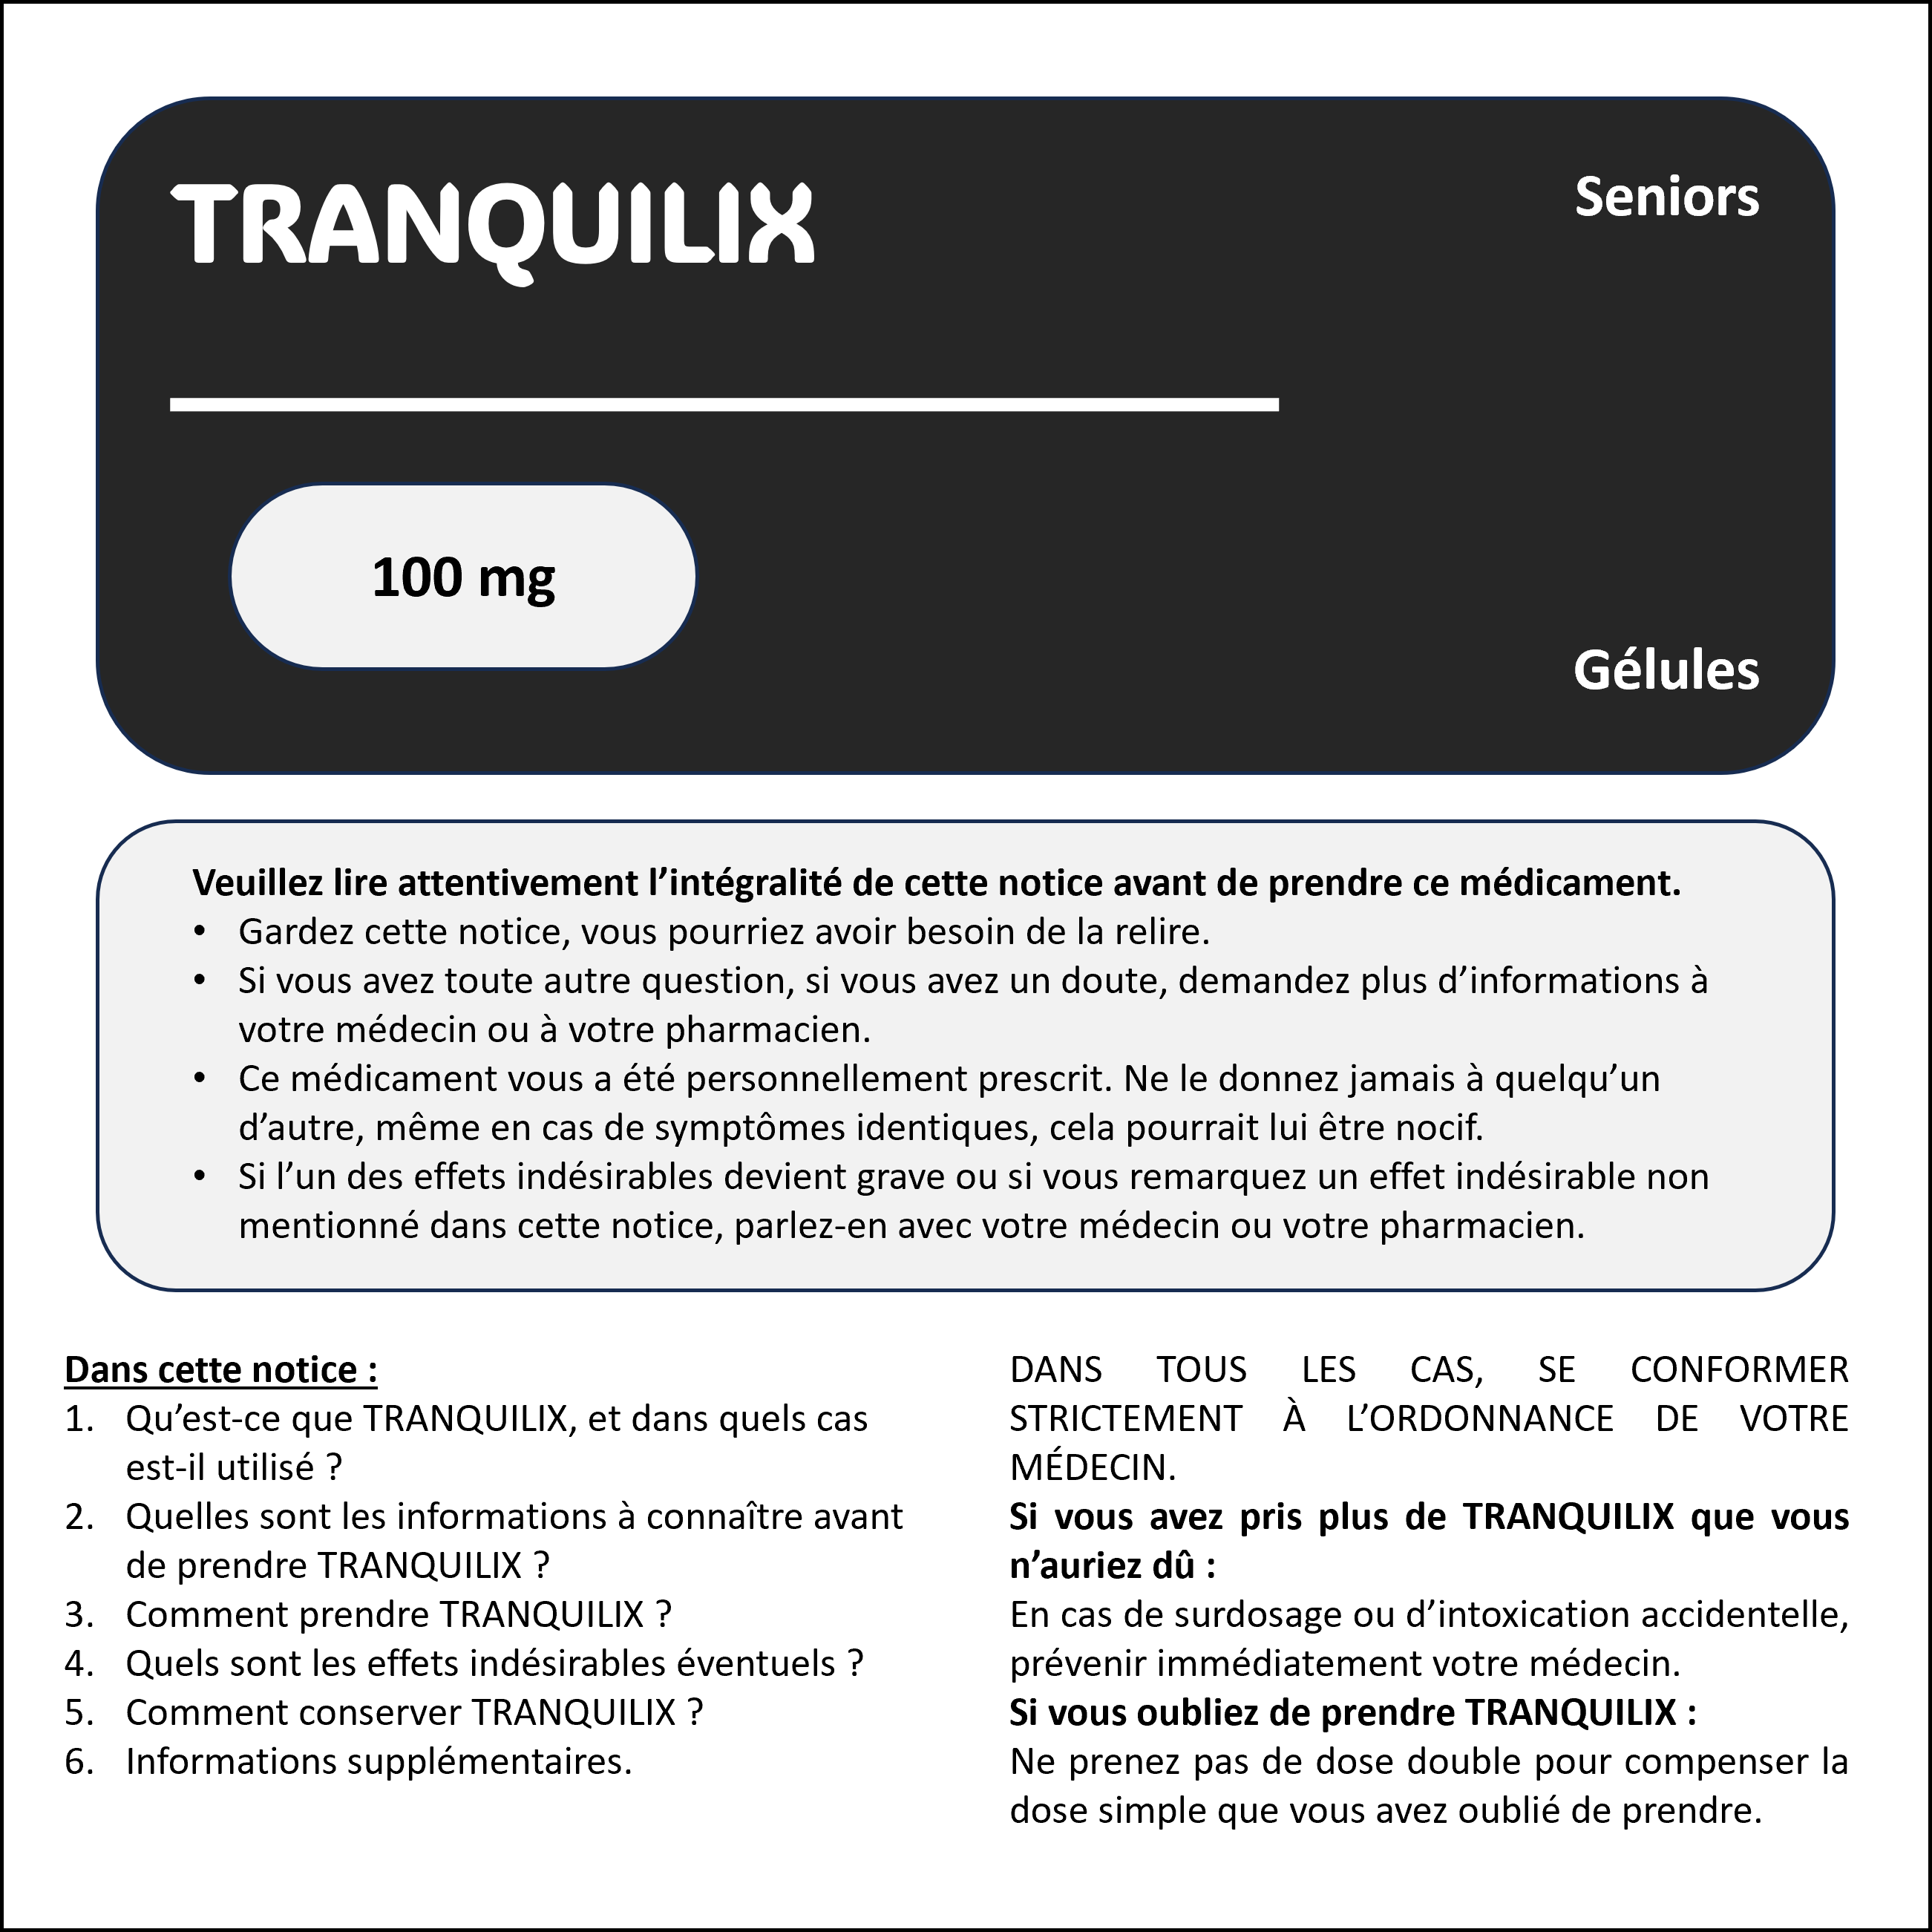 TRANQUILIX
Seniors
100 mg
Gélules
Veuillez lire attentivement l’intégralité de cette notice avant de prendre ce médicament.
• Gardez cette notice, vous pourriez avoir besoin de la relire.
• Si vous avez toute autre question, si vous avez un doute, demandez plus d’informations à
votre médecin ou à votre pharmacien.
• Ce médicament vous a été personnellement prescrit. Ne le donnez jamais à quelqu’un
d’autre, même en cas de symptômes identiques, cela pourrait lui être nocif.
• Si l’un des effets indésirables devient grave ou si vous remarquez un effet indésirable non
mentionné dans cette notice, parlez-en avec votre médecin ou votre pharmacien.
Dans cette notice :
1. Qu’est-ce que TRANQUILIX, et dans quels cas
est-il utilisé ?
2. Quelles sont les informations à connaître avant
de prendre TRANQUILIX ?
3. Comment prendre TRANQUILIX ?
4. Quels sont les effets indésirables éventuels ?
5. Comment conserver TRANQUILIX ?
6. Informations supplémentaires.
DANS TOUS LES CAS, SE CONFORMER
STRICTEMENT À L’ORDONNANCE DE VOTRE
MÉDECIN.
Si vous avez pris plus de TRANQUILIX que vous
n’auriez dû :
En cas de surdosage ou d’intoxication accidentelle,
prévenir immédiatement votre médecin.
Si vous oubliez de prendre TRANQUILIX :
Ne prenez pas de dose double pour compenser la
dose simple que vous avez oublié de prendre.